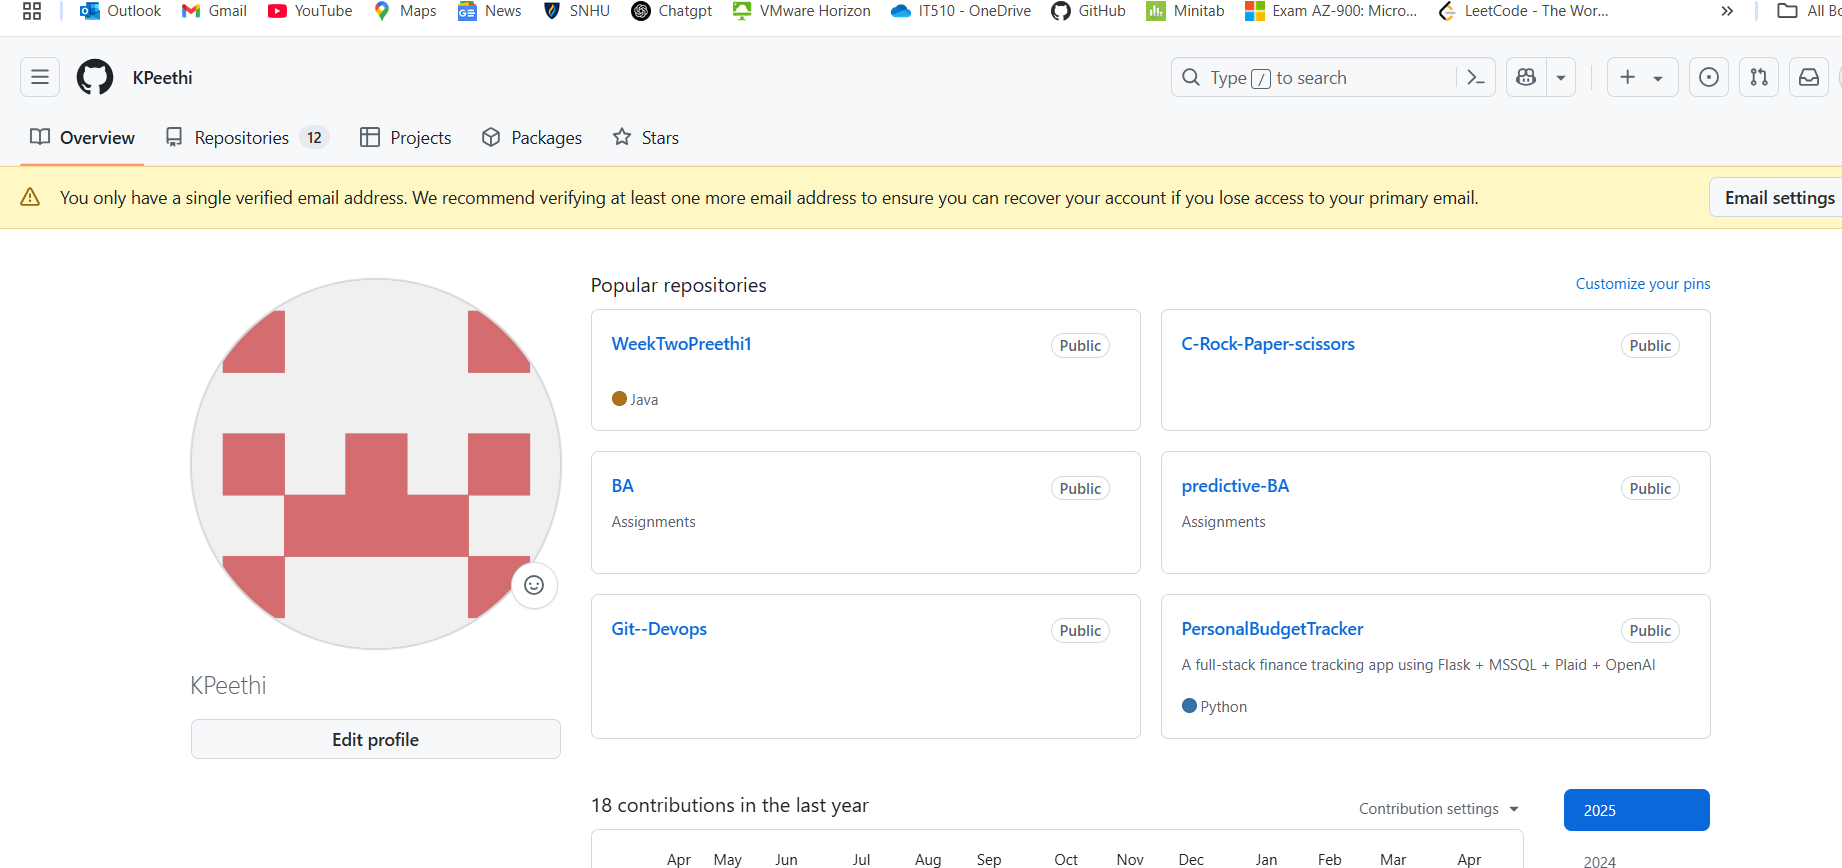 Outlook Gmail YouTube Maps News SNHU Chatgpt VMware Horizon IT510 - OneDrive GitHub Minitab Exam AZ-900: Micro... LeetCode - The Wor... » All Bo
KPeethi Type / to search
Overview Repositories 12 Projects Packages Stars
You only have a single verified email address. We recommend verifying at least one more email address to ensure you can recover your account if you lose access to your primary email. Email settings
Popular repositories Customize your pins
WeekTwoPreethi1 Public
Java
C-Rock-Paper-scissors Public
BA Public
Assignments
predictive-BA Public
Assignments
Git--Devops Public
PersonalBudgetTracker Public
A full-stack finance tracking app using Flask + MSSQL + Plaid + OpenAI
Python
KPeethi
Edit profile
18 contributions in the last year Contribution settings
2025
2024
Apr May Jun Jul Aug Sep Oct Nov Dec Jan Feb Mar Apr